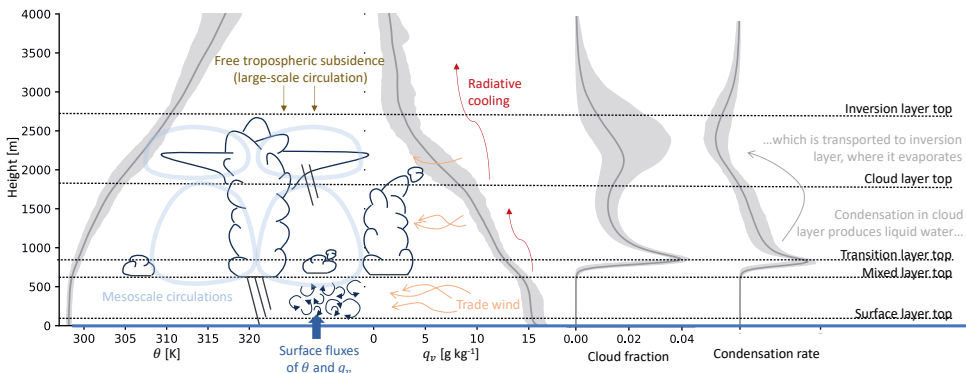 4000
3500
3000
2500
2000
1500
1000
500
0
Height [m]
Free tropospheric subsidence
(large-scale circulation)
Radiative
cooling
Inversion layer top
…which is transported to inversion
layer, where it evaporates
Cloud layer top
Condensation in cloud
layer produces liquid water…
Transition layer top
Mixed layer top
Mesoscale circulations
Trade wind
Surface layer top
300 305 310 315 320
θ [K]
Surface fluxes
of θ and qᵥ
0 5 10 15
qᵥ [g kg⁻¹]
0.00 0.02 0.04
Cloud fraction
Condensation rate